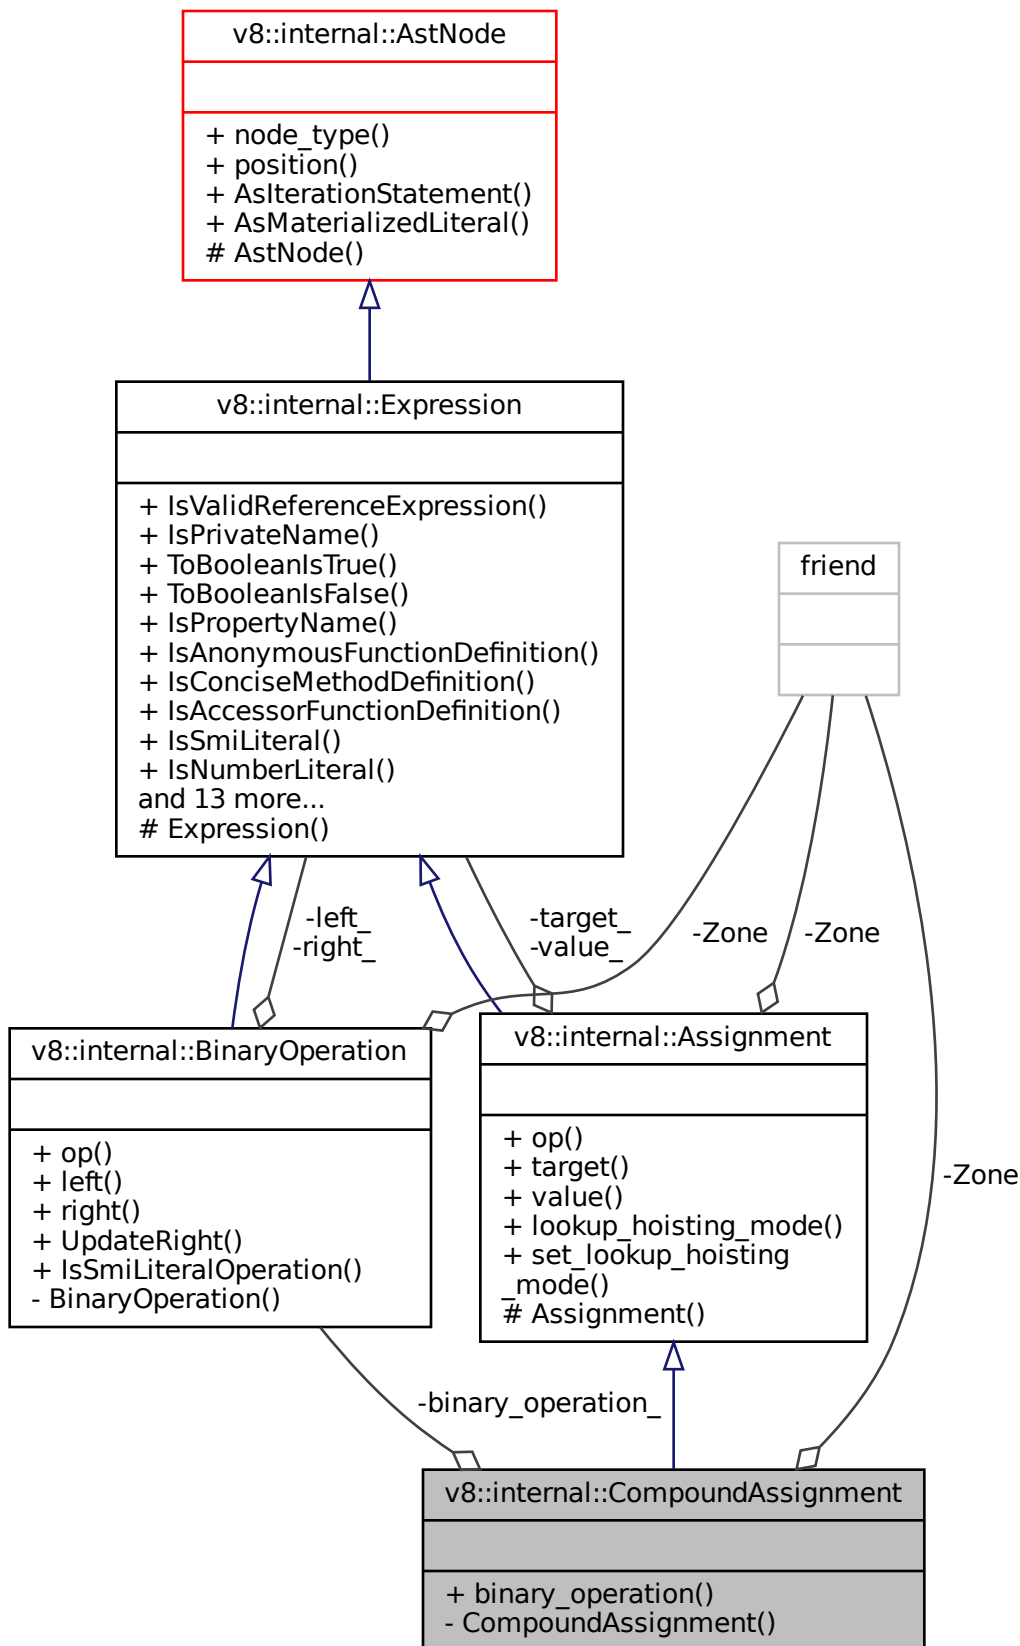 v8::internal::AstNode
+ node_type()
+ position()
+ AsIterationStatement()
+ AsMaterializedLiteral()
# AstNode()
v8::internal::Expression
+ IsValidReferenceExpression()
+ IsPrivateName()
+ ToBooleanIsTrue()
+ ToBooleanIsFalse()
+ IsPropertyName()
+ IsAnonymousFunctionDefinition()
+ IsConciseMethodDefinition()
+ IsAccessorFunctionDefinition()
+ IsSmiLiteral()
+ IsNumberLiteral()
and 13 more...
# Expression()
friend
-left_
-right_
-target_
-value_
-Zone
-Zone
-Zone
v8::internal::BinaryOperation
+ op()
+ left()
+ right()
+ UpdateRight()
+ IsSmiLiteralOperation()
- BinaryOperation()
v8::internal::Assignment
+ op()
+ target()
+ value()
+ lookup_hoisting_mode()
+ set_lookup_hoisting
_mode()
# Assignment()
-binary_operation_
v8::internal::CompoundAssignment
+ binary_operation()
- CompoundAssignment()